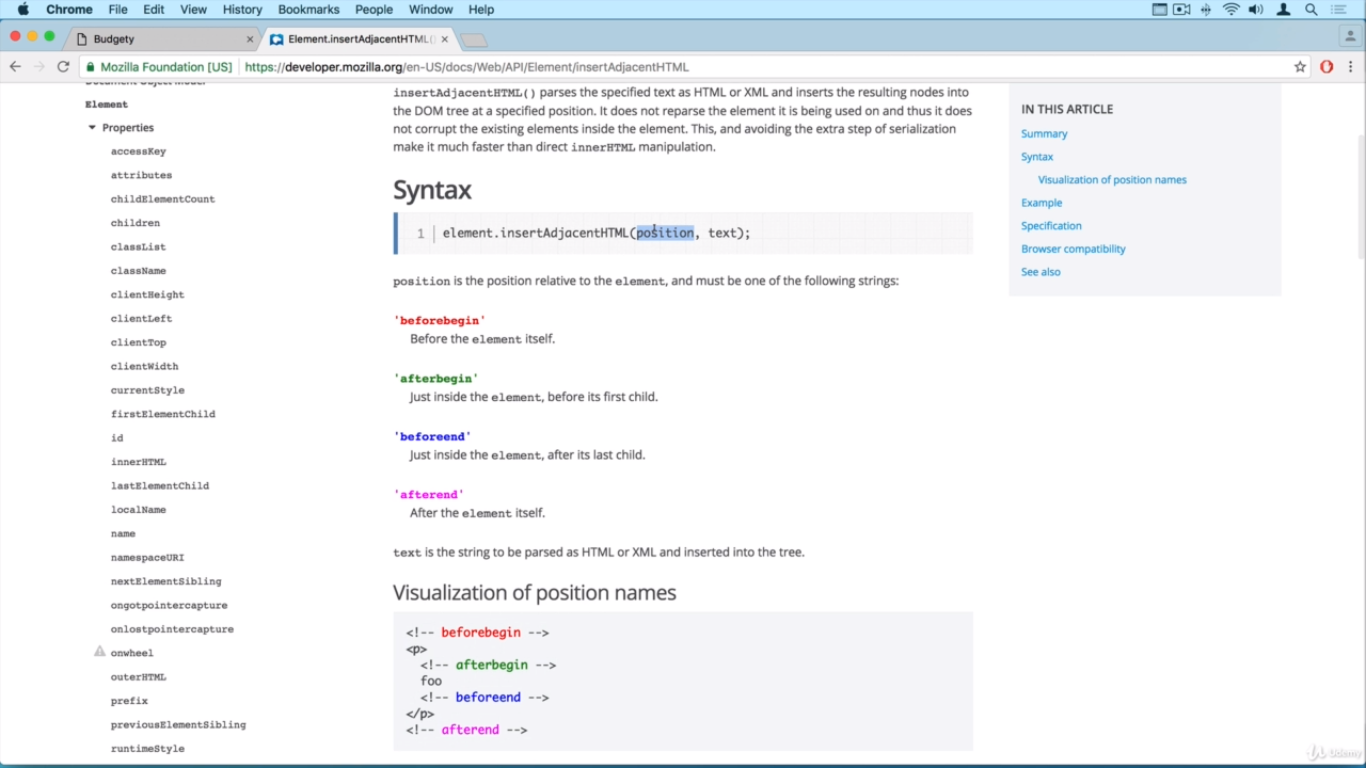 Chrome File Edit View History Bookmarks People Window Help
Budgety
Element.insertAdjacentHTML()
Mozilla Foundation [US] https://developer.mozilla.org/en-US/docs/Web/API/Element/insertAdjacentHTML
Document Object Model
Element
Properties
accessKey
attributes
childElementCount
children
classList
className
clientHeight
clientLeft
clientTop
clientWidth
currentStyle
firstElementChild
id
innerHTML
lastElementChild
localName
name
namespaceURI
nextElementSibling
ongotpointercapture
onlostpointercapture
onwheel
outerHTML
prefix
previousElementSibling
runtimeStyle
insertAdjacentHTML() parses the specified text as HTML or XML and inserts the resulting nodes into
the DOM tree at a specified position. It does not reparse the element it is being used on and thus it does
not corrupt the existing elements inside the element. This, and avoiding the extra step of serialization
make it much faster than direct innerHTML manipulation.
Syntax
1 element.insertAdjacentHTML(position, text);
position is the position relative to the element, and must be one of the following strings:
'beforebegin'
Before the element itself.
'afterbegin'
Just inside the element, before its first child.
'beforeend'
Just inside the element, after its last child.
'afterend'
After the element itself.
text is the string to be parsed as HTML or XML and inserted into the tree.
Visualization of position names
<!-- beforebegin -->
<p>
<!-- afterbegin -->
foo
<!-- beforeend -->
</p>
<!-- afterend -->
IN THIS ARTICLE
Summary
Syntax
Visualization of position names
Example
Specification
Browser compatibility
See also
Udemy